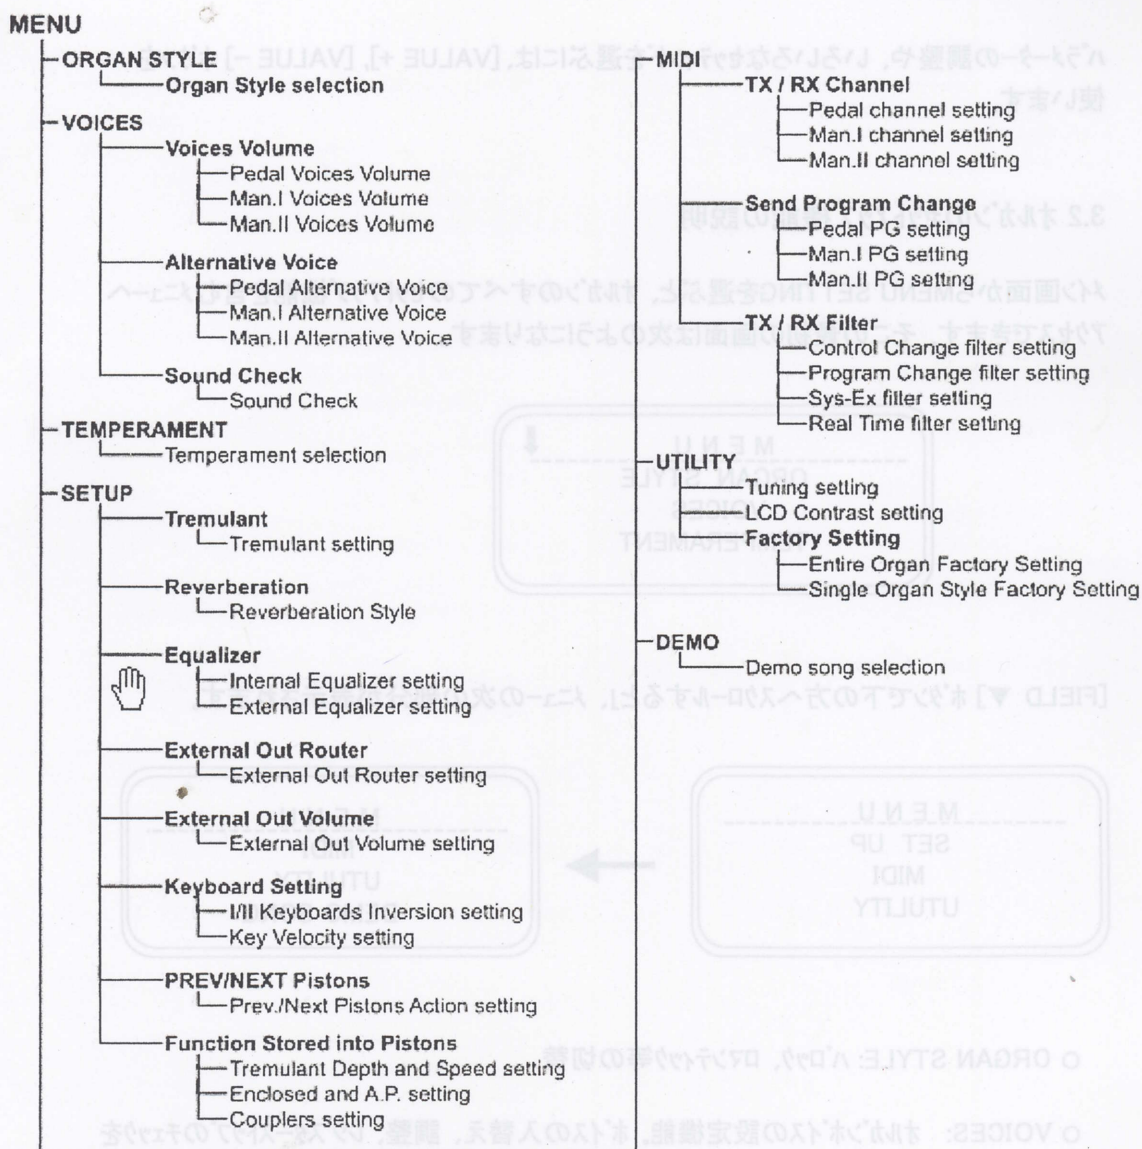 MENU
ORGAN STYLE
Organ Style selection
VOICES
Voices Volume
Pedal Voices Volume
Man.I Voices Volume
Man.II Voices Volume
Alternative Voice
Pedal Alternative Voice
Man.I Alternative Voice
Man.II Alternative Voice
Sound Check
Sound Check
TEMPERAMENT
Temperament selection
SETUP
Tremulant
Tremulant setting
Reverberation
Reverberation Style
Equalizer
Internal Equalizer setting
External Equalizer setting
External Out Router
External Out Router setting
External Out Volume
External Out Volume setting
Keyboard Setting
I/II Keyboards Inversion setting
Key Velocity setting
PREV/NEXT Pistons
Prev./Next Pistons Action setting
Function Stored into Pistons
Tremulant Depth and Speed setting
Enclosed and A.P. setting
Couplers setting
MIDI
TX / RX Channel
Pedal channel setting
Man.I channel setting
Man.II channel setting
Send Program Change
Pedal PG setting
Man.I PG setting
Man.II PG setting
TX / RX Filter
Control Change filter setting
Program Change filter setting
Sys-Ex filter setting
Real Time filter setting
UTILITY
Tuning setting
LCD Contrast setting
Factory Setting
Entire Organ Factory Setting
Single Organ Style Factory Setting
DEMO
Demo song selection